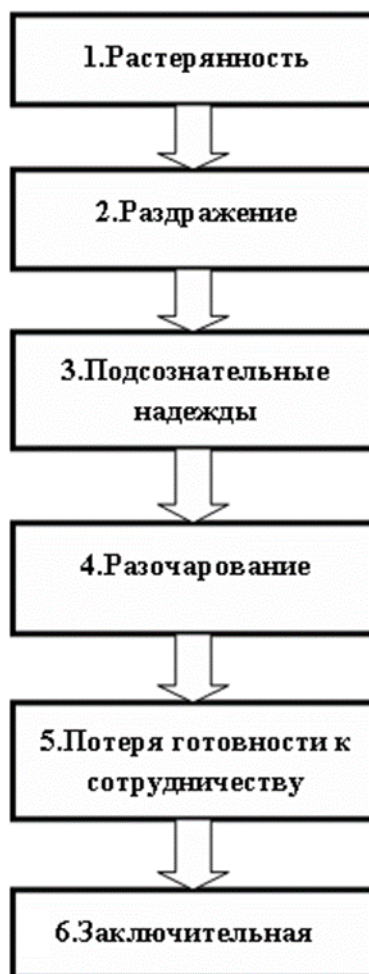 1.Растерянность
2.Раздражение
3.Подсознательные
надежды
4.Разочарование
5.Потеря готовности к
сотрудничеству
6.Заключительная